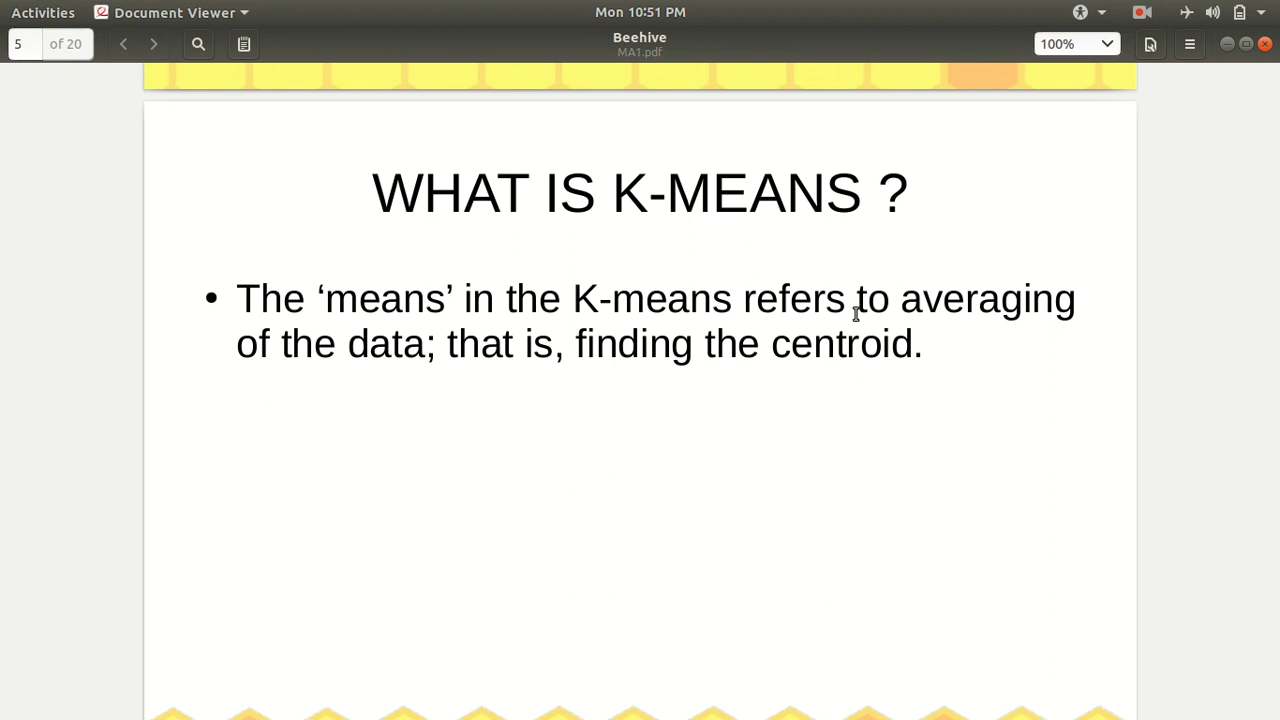 Activities Document Viewer Mon 10:51 PM
5 of 20 Beehive 100%
MA1.pdf
WHAT IS K-MEANS ?
• The ‘means’ in the K-means refers to averaging
of the data; that is, finding the centroid.